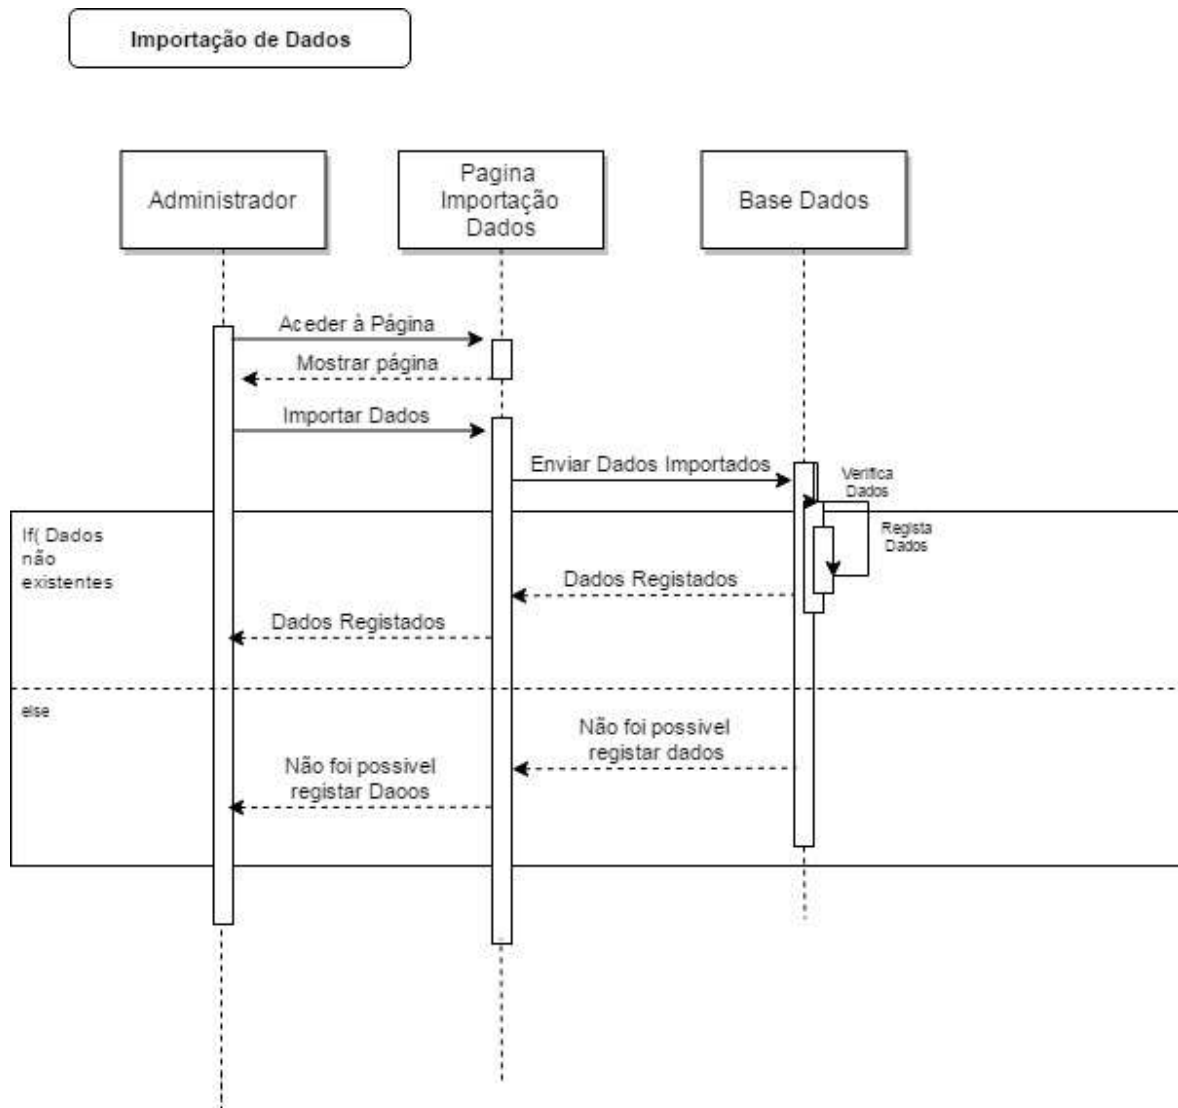 Importação de Dados
Administrador
Pagina
Importação
Dados
Base Dados
Aceder à Página
Mostrar página
Importar Dados
Enviar Dados Importados
Verifica
Dados
If( Dados
não
existentes
Regista
Dados
Dados Registados
Dados Registados
else
Não foi possivel
registar dados
Não foi possivel
registar Daoos